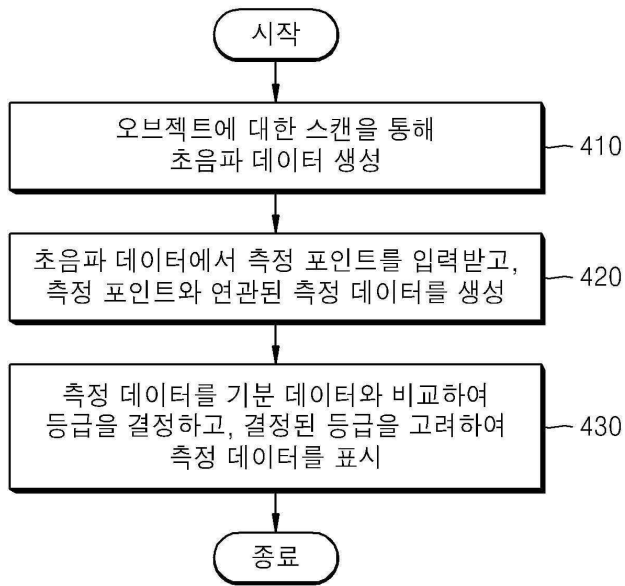 시작
오브젝트에 대한 스캔을 통해
초음파 데이터 생성
410
초음파 데이터에서 측정 포인트를 입력받고,
측정 포인트와 연관된 측정 데이터를 생성
420
측정 데이터를 기분 데이터와 비교하여
등급을 결정하고, 결정된 등급을 고려하여
측정 데이터를 표시
430
종료